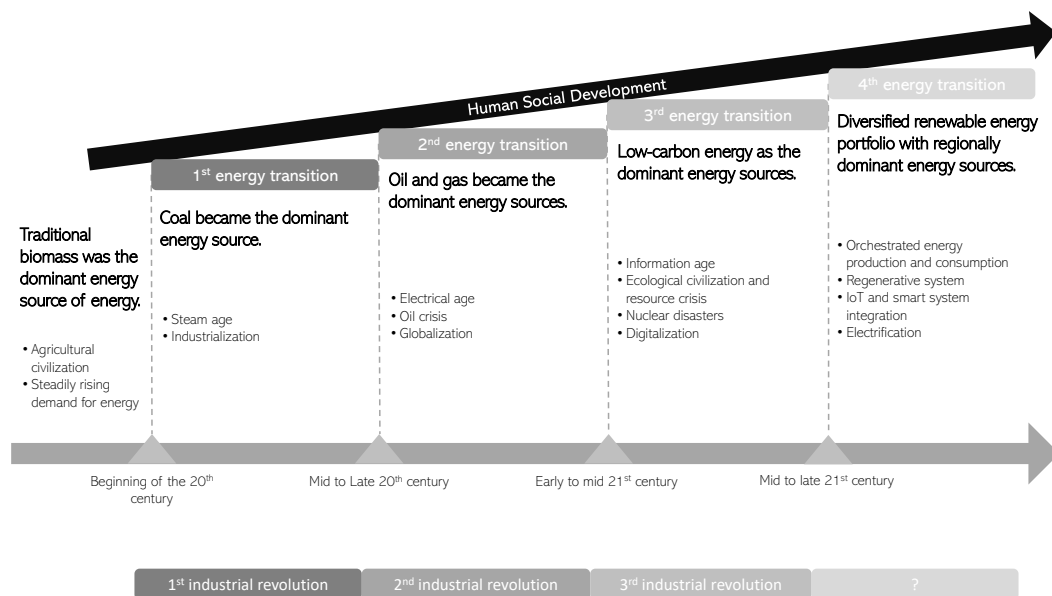 Human Social Development
4th energy transition
3rd energy transition
2nd energy transition
1st energy transition
Traditional
biomass was the
dominant energy
source of energy.
• Agricultural
civilization
• Steadily rising
demand for energy
Coal became the dominant
energy source.
• Steam age
• Industrialization
Oil and gas became the
dominant energy sources.
• Electrical age
• Oil crisis
• Globalization
Low-carbon energy as the
dominant energy sources.
• Information age
• Ecological civilization and
resource crisis
• Nuclear disasters
• Digitalization
Diversified renewable energy
portfolio with regionally
dominant energy sources.
• Orchestrated energy
production and consumption
• Regenerative system
• IoT and smart system
integration
• Electrification
Beginning of the 20th
century
Mid to Late 20th century
Early to mid 21st century
Mid to late 21st century
1st industrial revolution
2nd industrial revolution
3rd industrial revolution
?